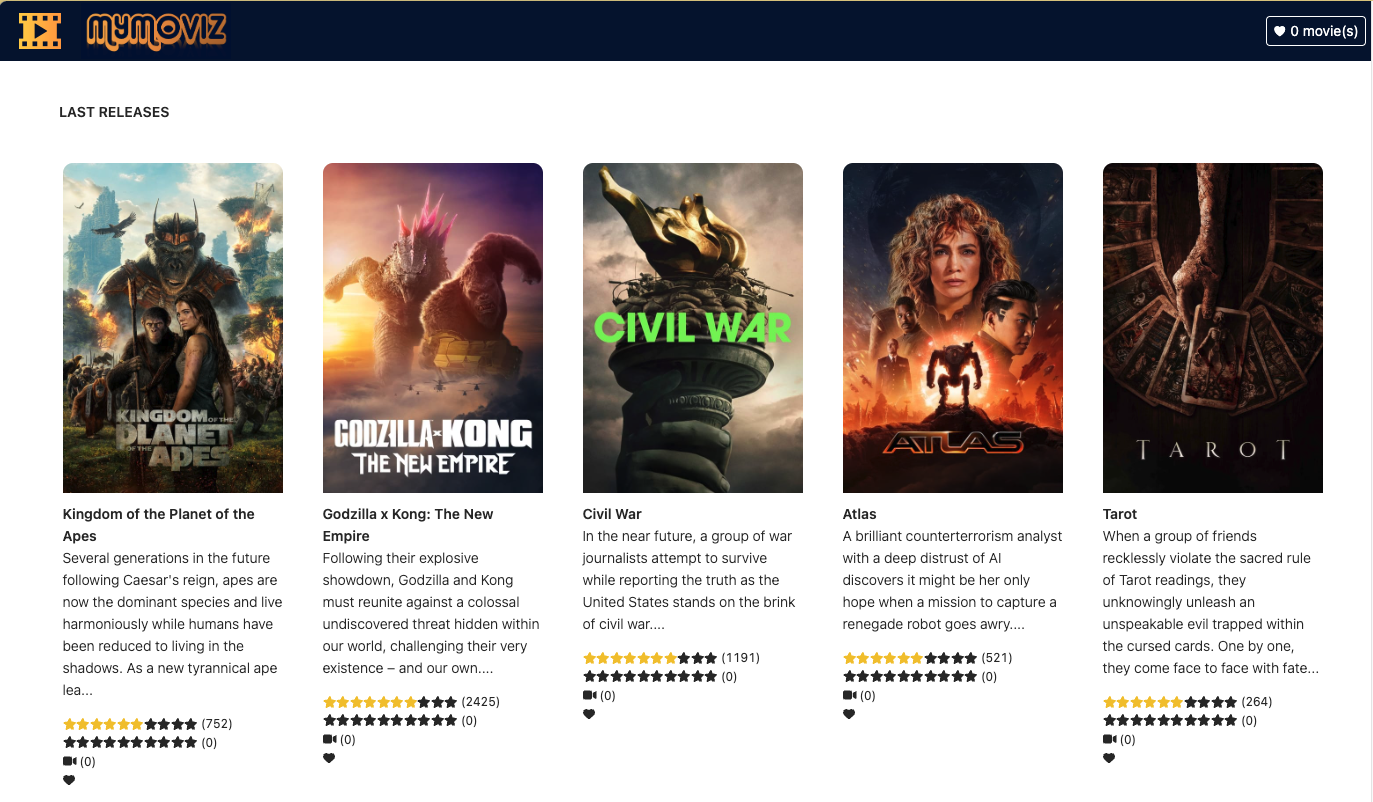 MYMOVIZ
0 movie(s)
LAST RELEASES
KINGDOM OF THE
PLANET
OF THE APES
GODZILLA x KONG
THE NEW EMPIRE
CIVIL WAR
ATLAS
TAROT
Kingdom of the Planet of the
Apes
Several generations in the future
following Caesar's reign, apes are
now the dominant species and live
harmoniously while humans have
been reduced to living in the
shadows. As a new tyrannical ape
lea...
(752)
(0)
(0)
Godzilla x Kong: The New
Empire
Following their explosive
showdown, Godzilla and Kong
must reunite against a colossal
undiscovered threat hidden within
our world, challenging their very
existence – and our own....
(2425)
(0)
(0)
Civil War
In the near future, a group of war
journalists attempt to survive
while reporting the truth as the
United States stands on the brink
of civil war....
(1191)
(0)
(0)
Atlas
A brilliant counterterrorism analyst
with a deep distrust of AI
discovers it might be her only
hope when a mission to capture a
renegade robot goes awry....
(521)
(0)
(0)
Tarot
When a group of friends
recklessly violate the sacred rule
of Tarot readings, they
unknowingly unleash an
unspeakable evil trapped within
the cursed cards. One by one,
they come face to face with fate...
(264)
(0)
(0)